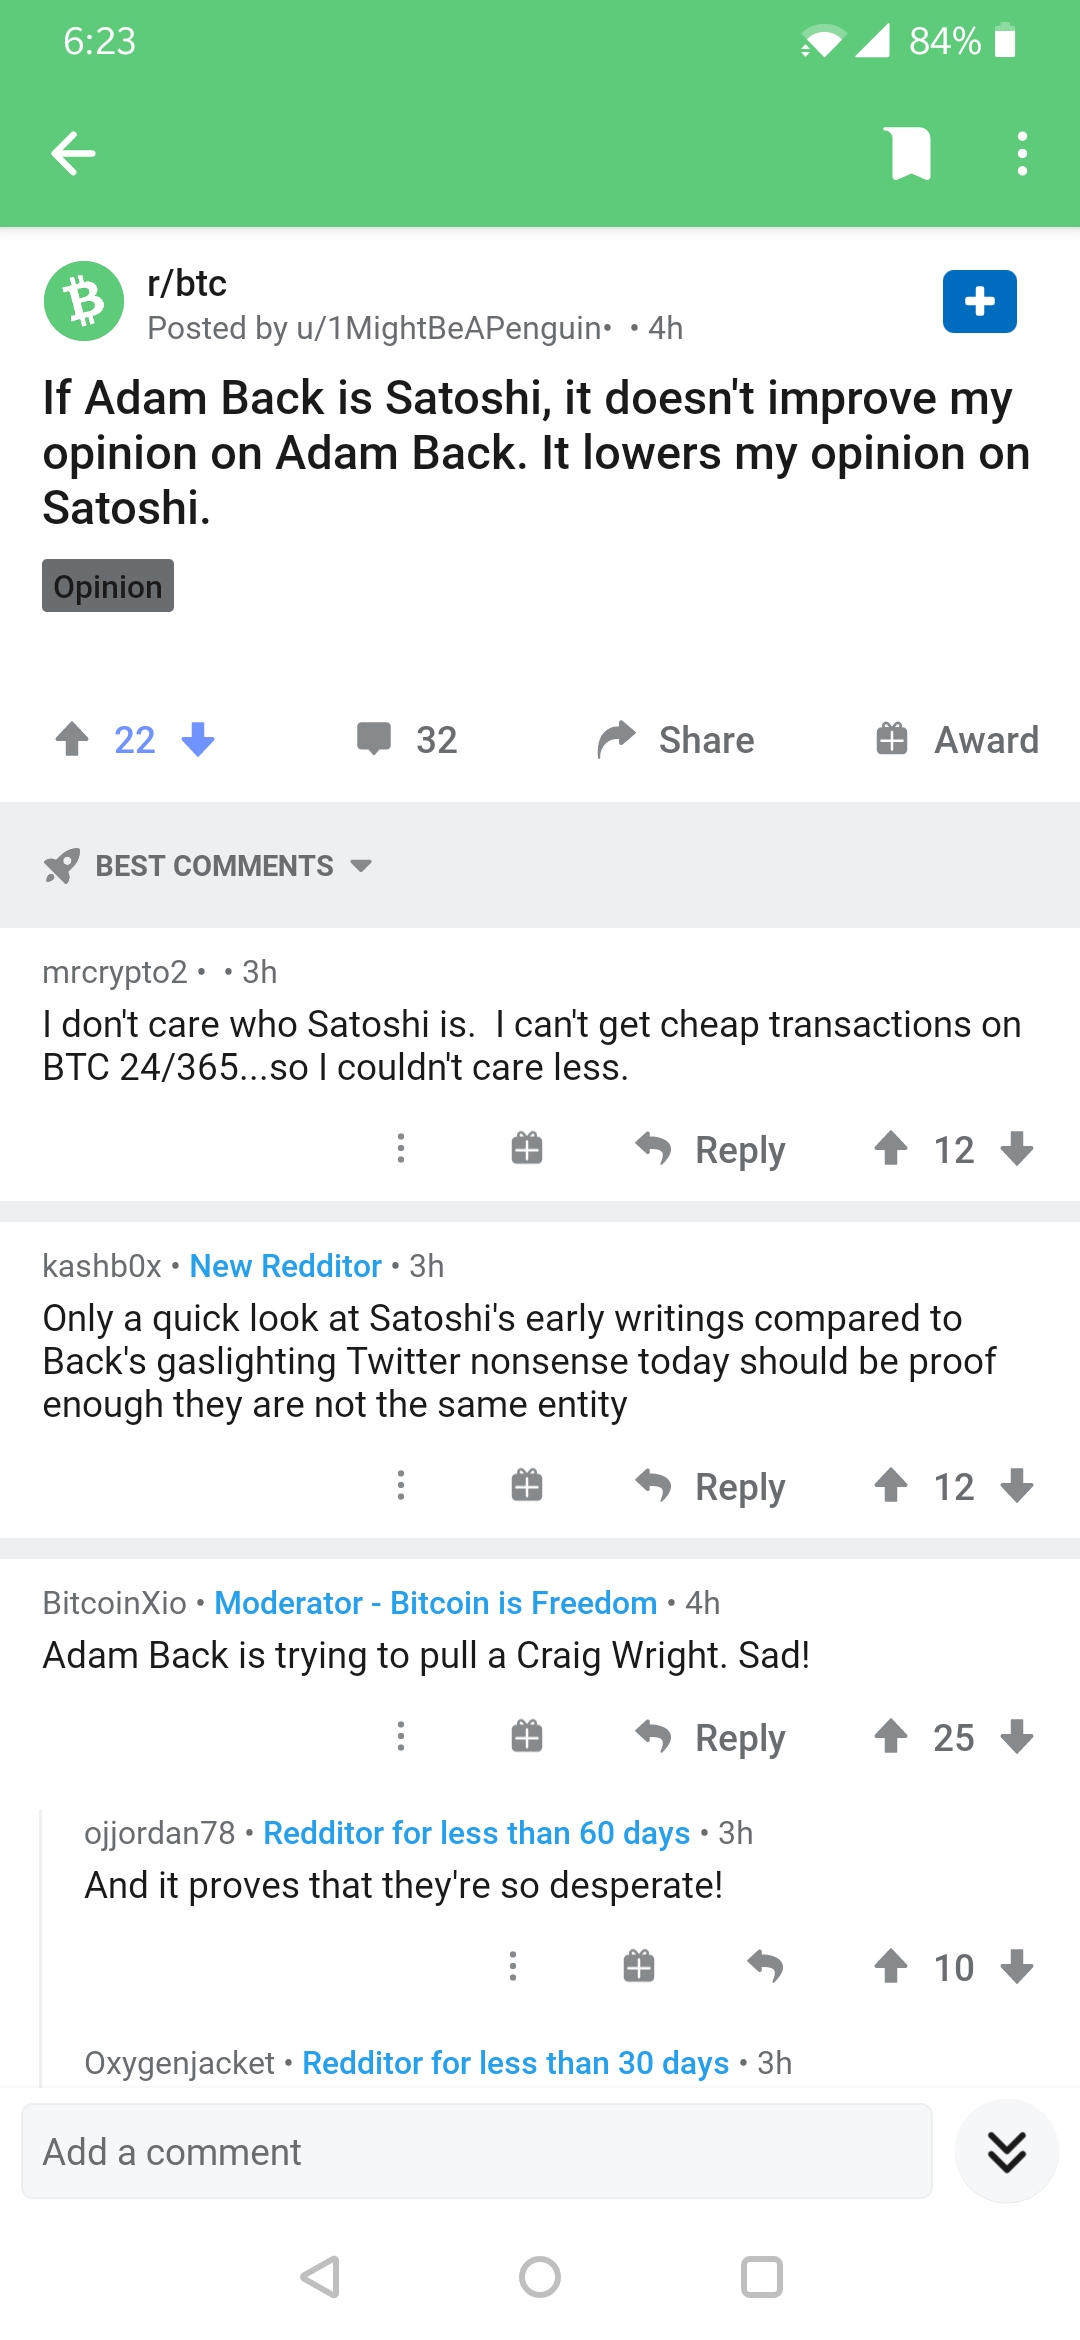 6:23
84%
r/btc
Posted by u/1MightBeAPenguin• • 4h
If Adam Back is Satoshi, it doesn't improve my
opinion on Adam Back. It lowers my opinion on
Satoshi.
Opinion
22
32
Share
Award
BEST COMMENTS
mrcrypto2 • • 3h
I don't care who Satoshi is.  I can't get cheap transactions on
BTC 24/365...so I couldn't care less.
Reply
12
kashb0x • New Redditor • 3h
Only a quick look at Satoshi's early writings compared to
Back's gaslighting Twitter nonsense today should be proof
enough they are not the same entity
Reply
12
BitcoinXio • Moderator - Bitcoin is Freedom • 4h
Adam Back is trying to pull a Craig Wright. Sad!
Reply
25
ojjordan78 • Redditor for less than 60 days • 3h
And it proves that they're so desperate!
10
Oxygenjacket • Redditor for less than 30 days • 3h
Add a comment